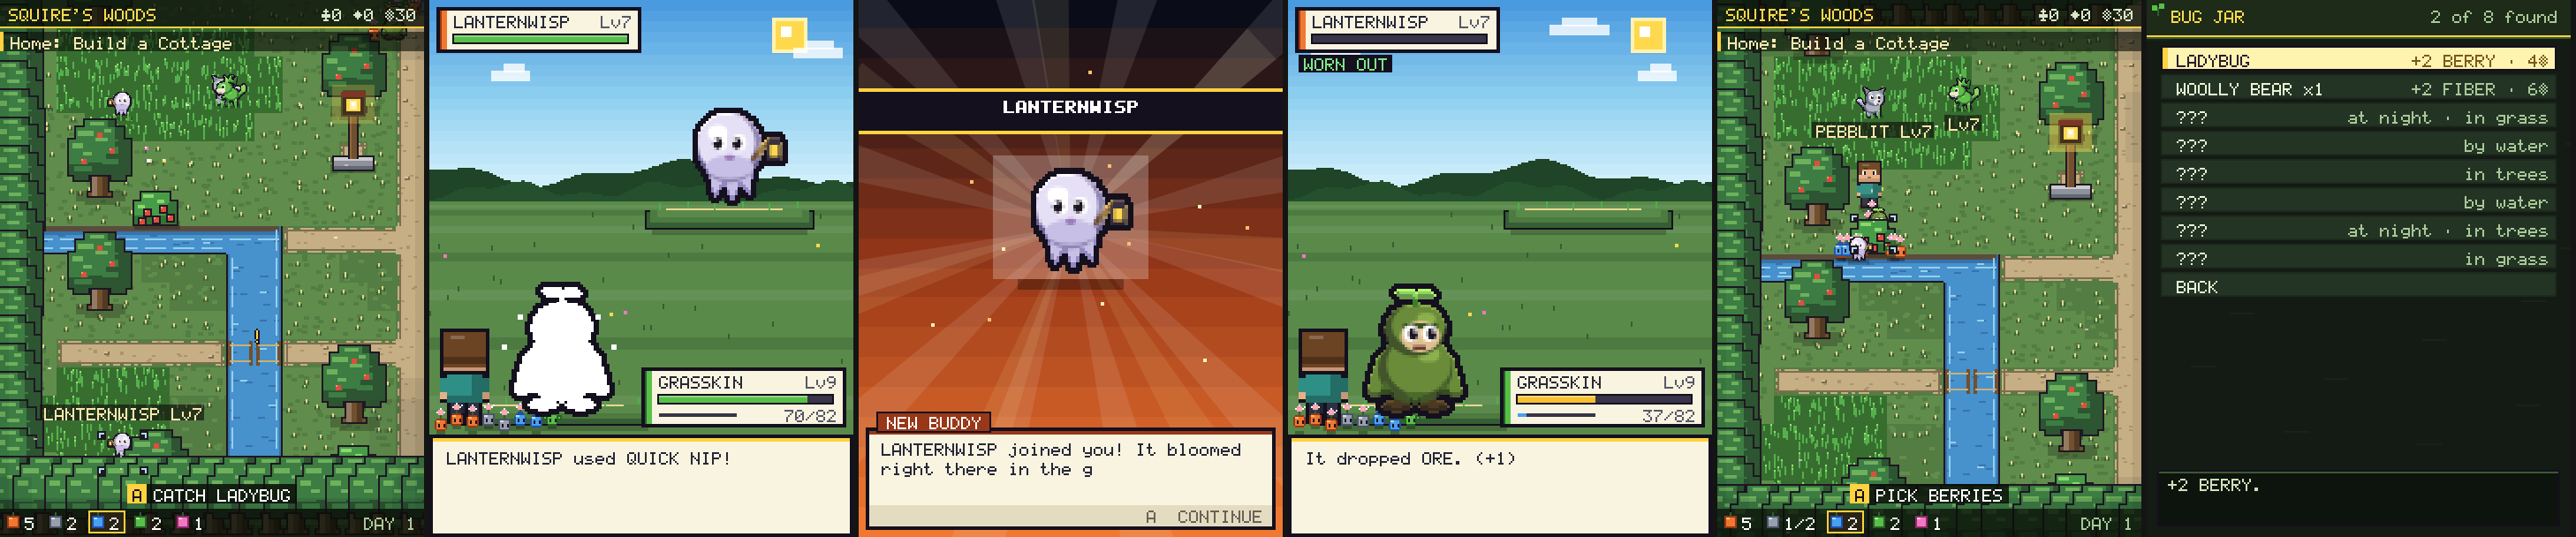 SQUIRE'S WOODS 0 0 30
Home: Build a Cottage
LANTERNWISP Lv7
A CATCH LADYBUG
5 2 2 2 1 DAY 1
LANTERNWISP Lv7
GRASSKIN Lv9
70/82
LANTERNWISP used QUICK NIP!
LANTERNWISP
NEW BUDDY
LANTERNWISP joined you! It bloomed
right there in the g
A CONTINUE
LANTERNWISP Lv7
WORN OUT
GRASSKIN Lv9
37/82
It dropped ORE. (+1)
SQUIRE'S WOODS 0 0 30
Home: Build a Cottage
PEBBLIT Lv7 Lv7
A PICK BERRIES
5 1/2 2 2 1 DAY 1
BUG JAR 2 of 8 found
LADYBUG +2 BERRY · 4
WOOLLY BEAR x1 +2 FIBER · 6
??? at night · in grass
??? by water
??? in trees
??? by water
??? at night · in trees
??? in grass
BACK
+2 BERRY.